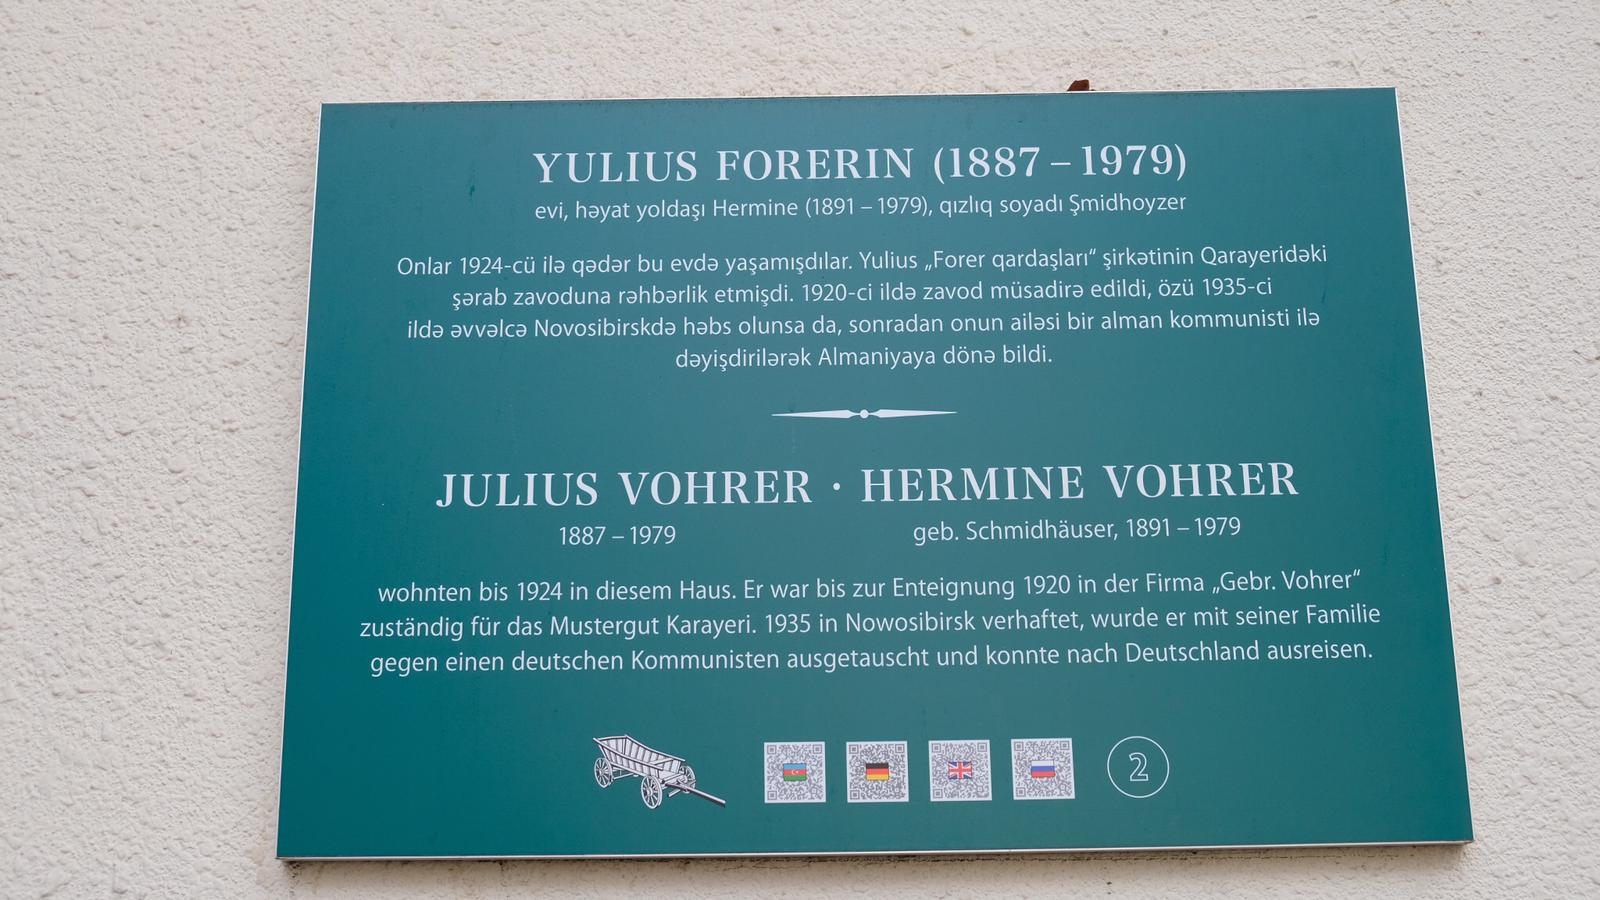 YULIUS FORERIN (1887 – 1979)
evi, həyat yoldaşı Hermine (1891 – 1979), qızlıq soyadı Şmidhoyzer
Onlar 1924-cü ilə qədər bu evdə yaşamışdılar. Yulius „Forer qardaşları“ şirkətinin Qarayeridəki
şərab zavoduna rəhbərlik etmişdi. 1920-ci ildə zavod müsadirə edildi, özü 1935-ci
ildə əvvəlcə Novosibirskdə həbs olunsa da, sonradan onun ailəsi bir alman kommunisti ilə
dəyişdirilərək Almaniyaya dönə bildi.
JULIUS VOHRER · HERMINE VOHRER
1887 – 1979 geb. Schmidhäuser, 1891 – 1979
wohnten bis 1924 in diesem Haus. Er war bis zur Enteignung 1920 in der Firma „Gebr. Vohrer“
zuständig für das Mustergut Karayeri. 1935 in Nowosibirsk verhaftet, wurde er mit seiner Familie
gegen einen deutschen Kommunisten ausgetauscht und konnte nach Deutschland ausreisen.
2